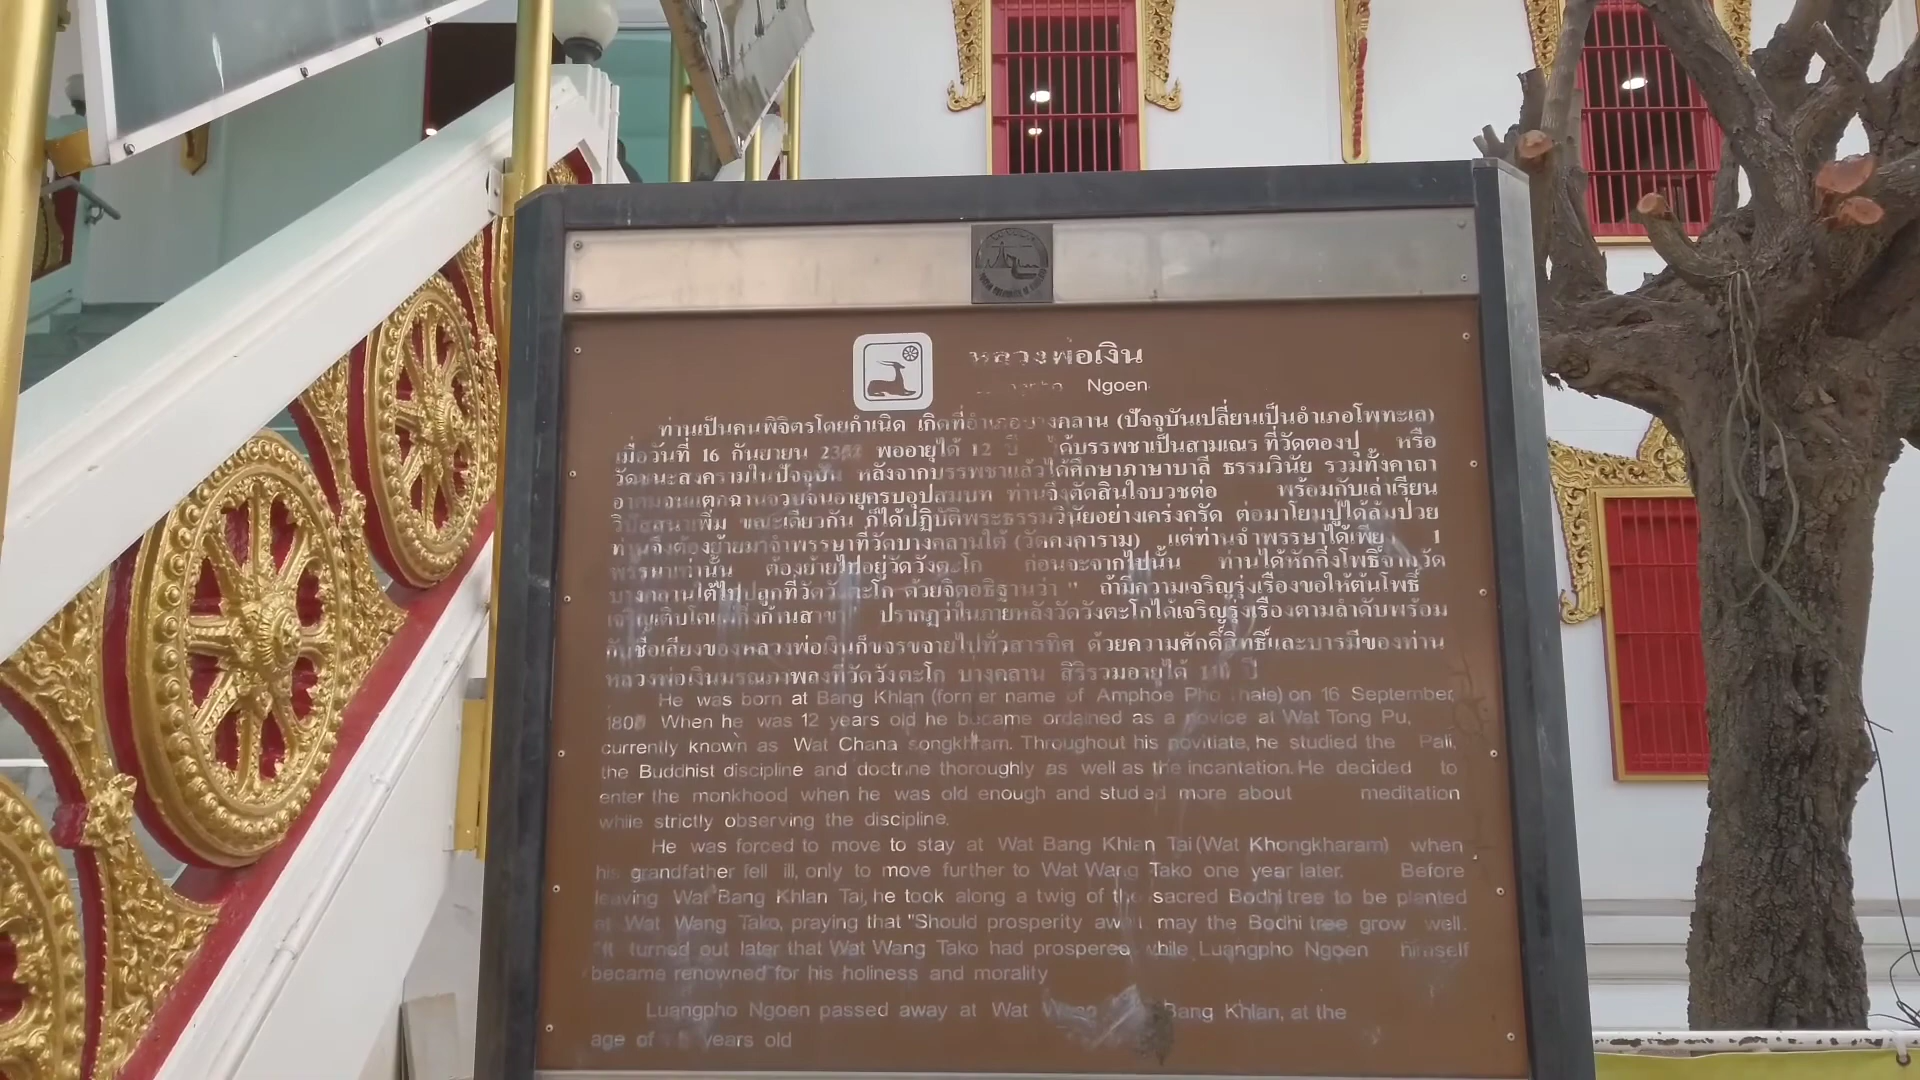 หลวงพ่อเงิน
Ngoen
ท่านเป็นคนพิจิตรโดยกำเนิด เกิดที่อำเภอบางคลาน (ปัจจุบันเปลี่ยนเป็นอำเภอโพทะเล)
เมื่อวันที่ 16 กันยายน พออายุได้ 12 ปี ได้บรรพชาเป็นสามเณร ที่วัดตองปุ หรือ
วัดชนะสงครามในปัจจุบัน หลังจากบรรพชาแล้วได้ศึกษาภาษาบาลี ธรรมวินัย รวมทั้งคาถา
อาคมจนแตกฉานจวบจนอายุครบอุปสมบท ท่านจึงตัดสินใจบวชต่อ พร้อมกับเล่าเรียน
วิปัสสนาเพิ่ม ขณะเดียวกัน ก็ได้ปฏิบัติพระธรรมวินัยอย่างเคร่งครัด ต่อมาโยมปู่ได้ล้มป่วย
ท่านจึงต้องย้ายมาจำพรรษาที่วัดบางคลานใต้ (วัดคงคาราม) แต่ท่านจำพรรษาได้เพียง 1
พรรษาเท่านั้น ต้องย้ายไปอยู่วัดวังตะโก ก่อนจะจากไปนั้น ท่านได้หักกิ่งโพธิ์จากวัด
บางคลานใต้ไปปลูกที่วัดวังตะโก ด้วยจิตอธิฐานว่า " ถ้ามีความเจริญรุ่งเรืองขอให้ต้นโพธิ์
เจริญเติบโตแผ่กิ่งก้านสาขา ปรากฏว่าในภายหลังวัดวังตะโกได้เจริญรุ่งเรืองตามลำดับพร้อม
กับชื่อเสียงของหลวงพ่อเงินก็ขจรขจายไปทั่วสารทิศ ด้วยความศักดิ์สิทธิ์และบารมีของท่าน
หลวงพ่อเงินมรณภาพลงที่วัดวังตะโก บางคลาน สิริรวมอายุได้ ปี
He was born at Bang Khlan (former name of Amphoe Pho Thale) on 16 September,
When he was 12 years old he became ordained as a novice at Wat Tong Pu,
currently known as Wat Chana songkhram. Throughout his novitiate, he studied the Pali,
the Buddhist discipline and doctrine thoroughly as well as the incantation. He decided to
enter the monkhood when he was old enough and studied more about meditation
while strictly observing the discipline.
He was forced to move to stay at Wat Bang Khlan Tai (Wat Khongkharam) when
his grandfather fell ill, only to move further to Wat Wang Tako one year later. Before
leaving Wat Bang Khlan Tai, he took along a twig of the sacred Bodhi tree to be planted
at Wat Wang Tako, praying that "Should prosperity await may the Bodhi tree grow well.
"It turned out later that Wat Wang Tako had prospered while Luangpho Ngoen himself
became renowned for his holiness and morality
Luangpho Ngoen passed away at Wat Wang Bang Khlan, at the
age of years old